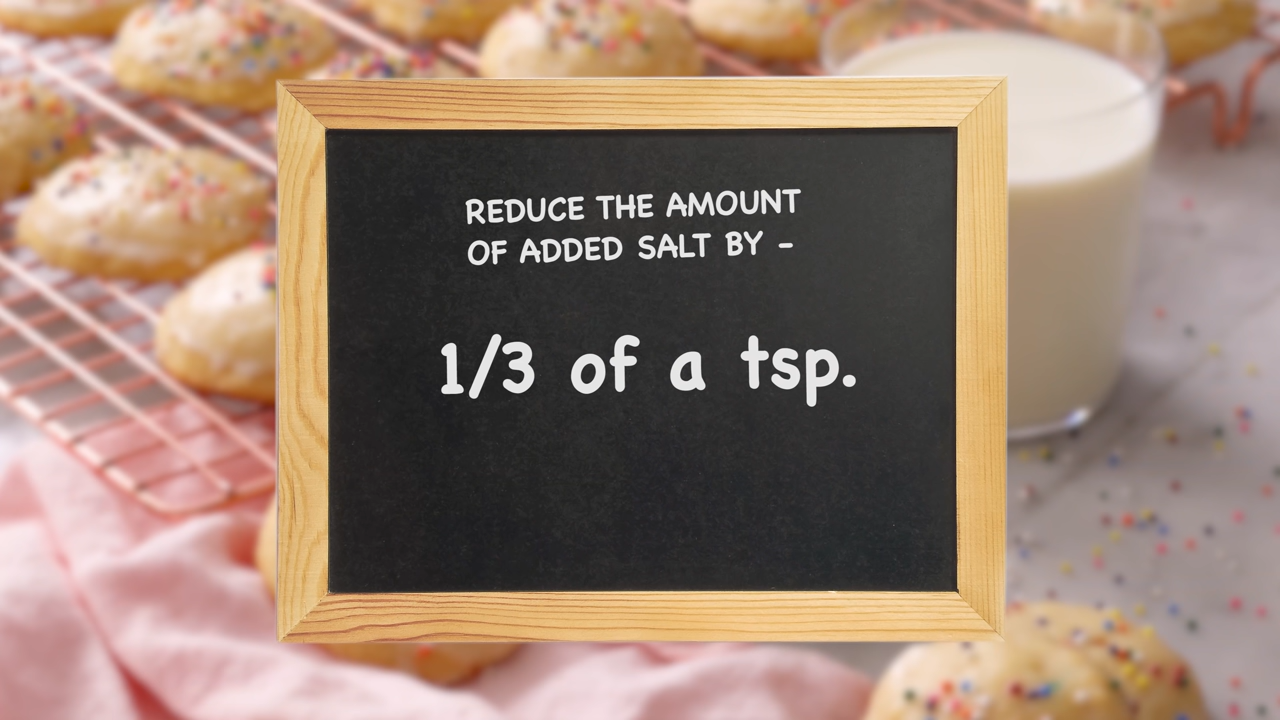 REDUCE THE AMOUNT
OF ADDED SALT BY -
1/3 of a tsp.